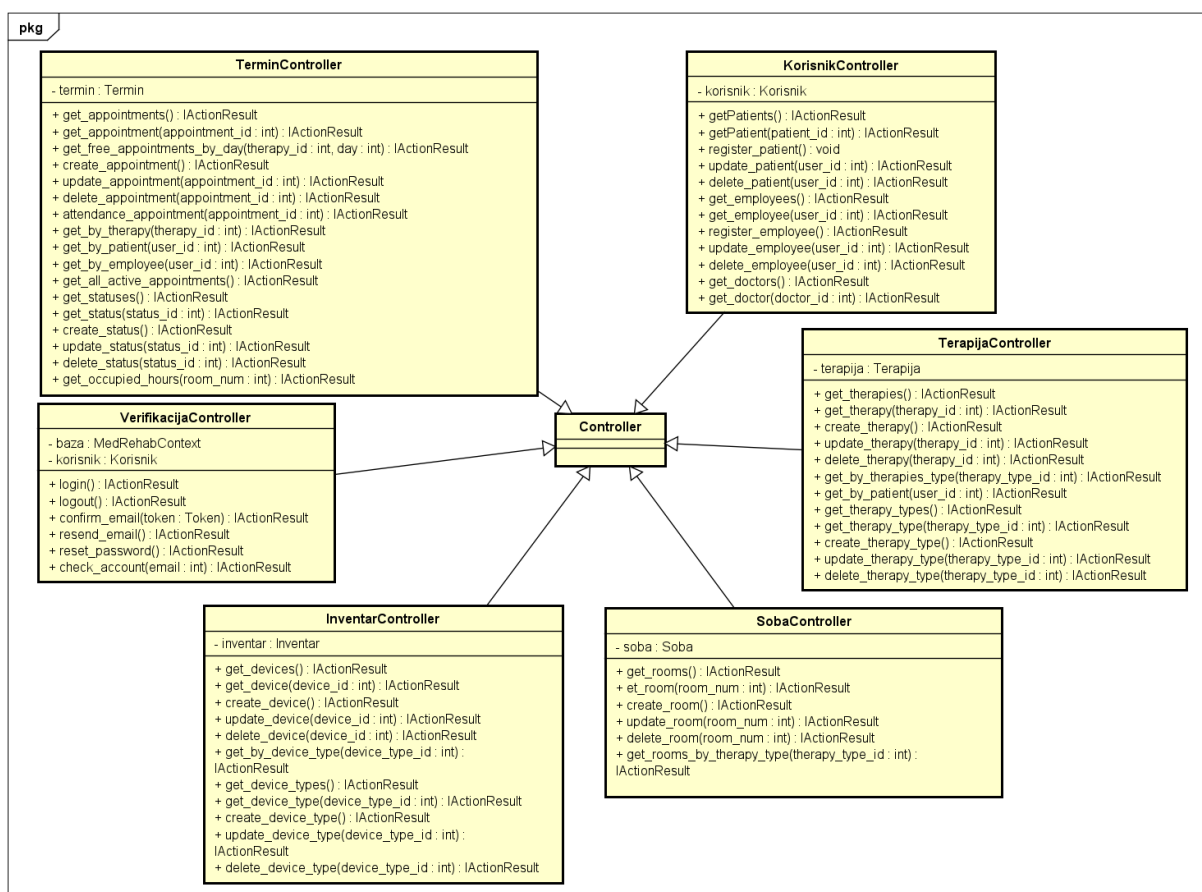 pkg
TerminController
- termin : Termin
+ get_appointments() : IActionResult
+ get_appointment(appointment_id : int) : IActionResult
+ get_free_appointments_by_day(therapy_id : int, day : int) : IActionResult
+ create_appointment() : IActionResult
+ update_appointment(appointment_id : int) : IActionResult
+ delete_appointment(appointment_id : int) : IActionResult
+ attendance_appointment(appointment_id : int) : IActionResult
+ get_by_therapy(therapy_id : int) : IActionResult
+ get_by_patient(user_id : int) : IActionResult
+ get_by_employee(user_id : int) : IActionResult
+ get_all_active_appointments() : IActionResult
+ get_statuses() : IActionResult
+ get_status(status_id : int) : IActionResult
+ create_status() : IActionResult
+ update_status(status_id : int) : IActionResult
+ delete_status(status_id : int) : IActionResult
+ get_occupied_hours(room_num : int) : IActionResult
KorisnikController
- korisnik : Korisnik
+ getPatients() : IActionResult
+ getPatient(patient_id : int) : IActionResult
+ register_patient() : void
+ update_patient(user_id : int) : IActionResult
+ delete_patient(user_id : int) : IActionResult
+ get_employees() : IActionResult
+ get_employee(user_id : int) : IActionResult
+ register_employee() : IActionResult
+ update_employee(user_id : int) : IActionResult
+ delete_employee(user_id : int) : IActionResult
+ get_doctors() : IActionResult
+ get_doctor(doctor_id : int) : IActionResult
TerapijaController
- terapija : Terapija
+ get_therapies() : IActionResult
+ get_therapy(therapy_id : int) : IActionResult
+ create_therapy() : IActionResult
+ update_therapy(therapy_id : int) : IActionResult
+ delete_therapy(therapy_id : int) : IActionResult
+ get_by_therapies_type(therapy_type_id : int) : IActionResult
+ get_by_patient(user_id : int) : IActionResult
+ get_therapy_types() : IActionResult
+ get_therapy_type(therapy_type_id : int) : IActionResult
+ create_therapy_type() : IActionResult
+ update_therapy_type(therapy_type_id : int) : IActionResult
+ delete_therapy_type(therapy_type_id : int) : IActionResult
VerifikacijaController
- baza : MedRehabContext
- korisnik : Korisnik
+ login() : IActionResult
+ logout() : IActionResult
+ confirm_email(token : Token) : IActionResult
+ resend_email() : IActionResult
+ reset_password() : IActionResult
+ check_account(email : int) : IActionResult
Controller
InventarController
- inventar : Inventar
+ get_devices() : IActionResult
+ get_device(device_id : int) : IActionResult
+ create_device() : IActionResult
+ update_device(device_id : int) : IActionResult
+ delete_device(device_id : int) : IActionResult
+ get_by_device_type(device_type_id : int) :
IActionResult
+ get_device_types() : IActionResult
+ get_device_type(device_type_id : int) : IActionResult
+ create_device_type() : IActionResult
+ update_device_type(device_type_id : int) :
IActionResult
+ delete_device_type(device_type_id : int) : IActionResult
SobaController
- soba : Soba
+ get_rooms() : IActionResult
+ et_room(room_num : int) : IActionResult
+ create_room() : IActionResult
+ update_room(room_num : int) : IActionResult
+ delete_room(room_num : int) : IActionResult
+ get_rooms_by_therapy_type(therapy_type_id : int) :
IActionResult